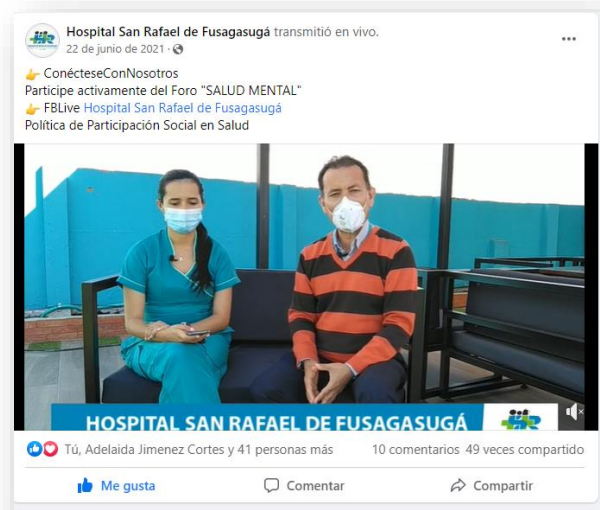 Hospital San Rafael de Fusagasugá transmitió en vivo.
22 de junio de 2021 ·
👉 ConécteseConNosotros
Participe activamente del Foro "SALUD MENTAL"
👉 FBLive Hospital San Rafael de Fusagasugá
Política de Participación Social en Salud
HOSPITAL SAN RAFAEL DE FUSAGASUGÁ
Tú, Adelaida Jimenez Cortes y 41 personas más 10 comentarios 49 veces compartido
Me gusta Comentar Compartir